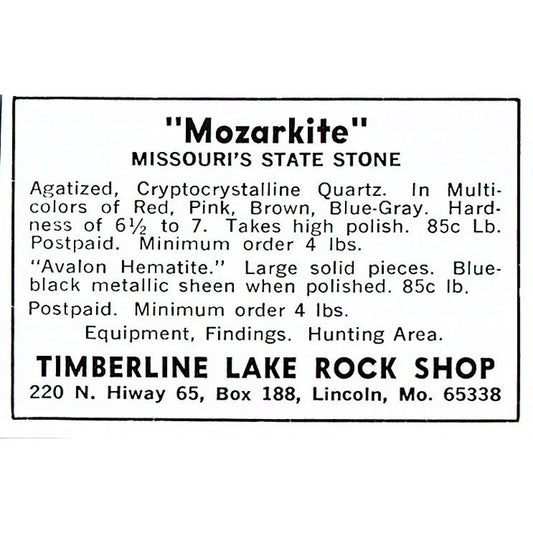 "Mozarkite"
MISSOURI'S STATE STONE
Agatized, Cryptocrystalline Quartz. In Multi-
colors of Red, Pink, Brown, Blue-Gray. Hard-
ness of 6½ to 7. Takes high polish. 85c Lb.
Postpaid. Minimum order 4 lbs.
"Avalon Hematite." Large solid pieces. Blue-
black metallic sheen when polished. 85c lb.
Postpaid. Minimum order 4 lbs.
Equipment, Findings. Hunting Area.
TIMBERLINE LAKE ROCK SHOP
220 N. Hiway 65, Box 188, Lincoln, Mo. 65338